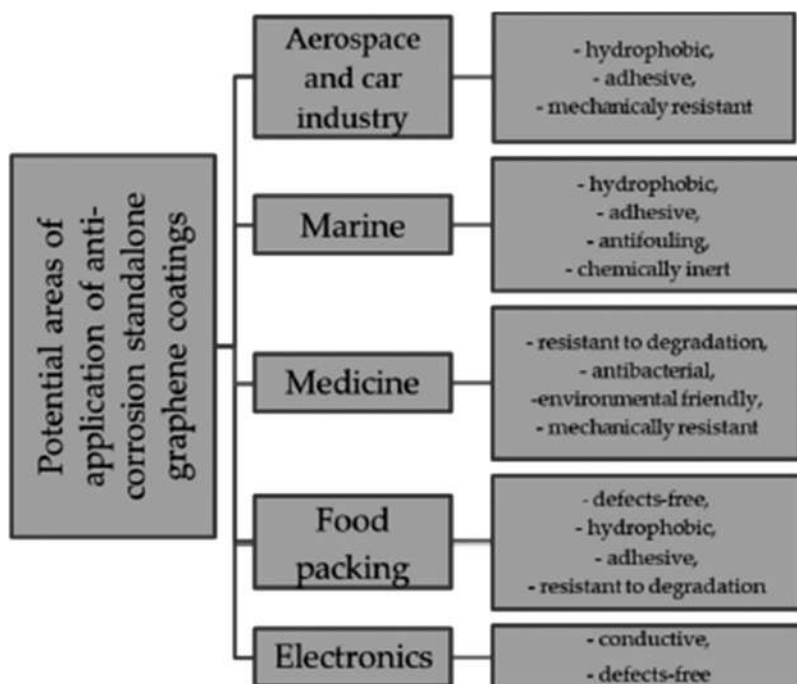 Potential areas of
application of anti-
corrosion standalone
graphene coatings
Aerospace
and car
industry
- hydrophobic,
- adhesive,
- mechanicaly resistant
Marine
- hydrophobic,
- adhesive,
- antifouling,
- chemically inert
Medicine
- resistant to degradation,
- antibacterial,
-environmental friendly,
- mechanically resistant
Food
packing
- defects-free,
- hydrophobic,
- adhesive,
- resistant to degradation
Electronics
- conductive,
- defects-free